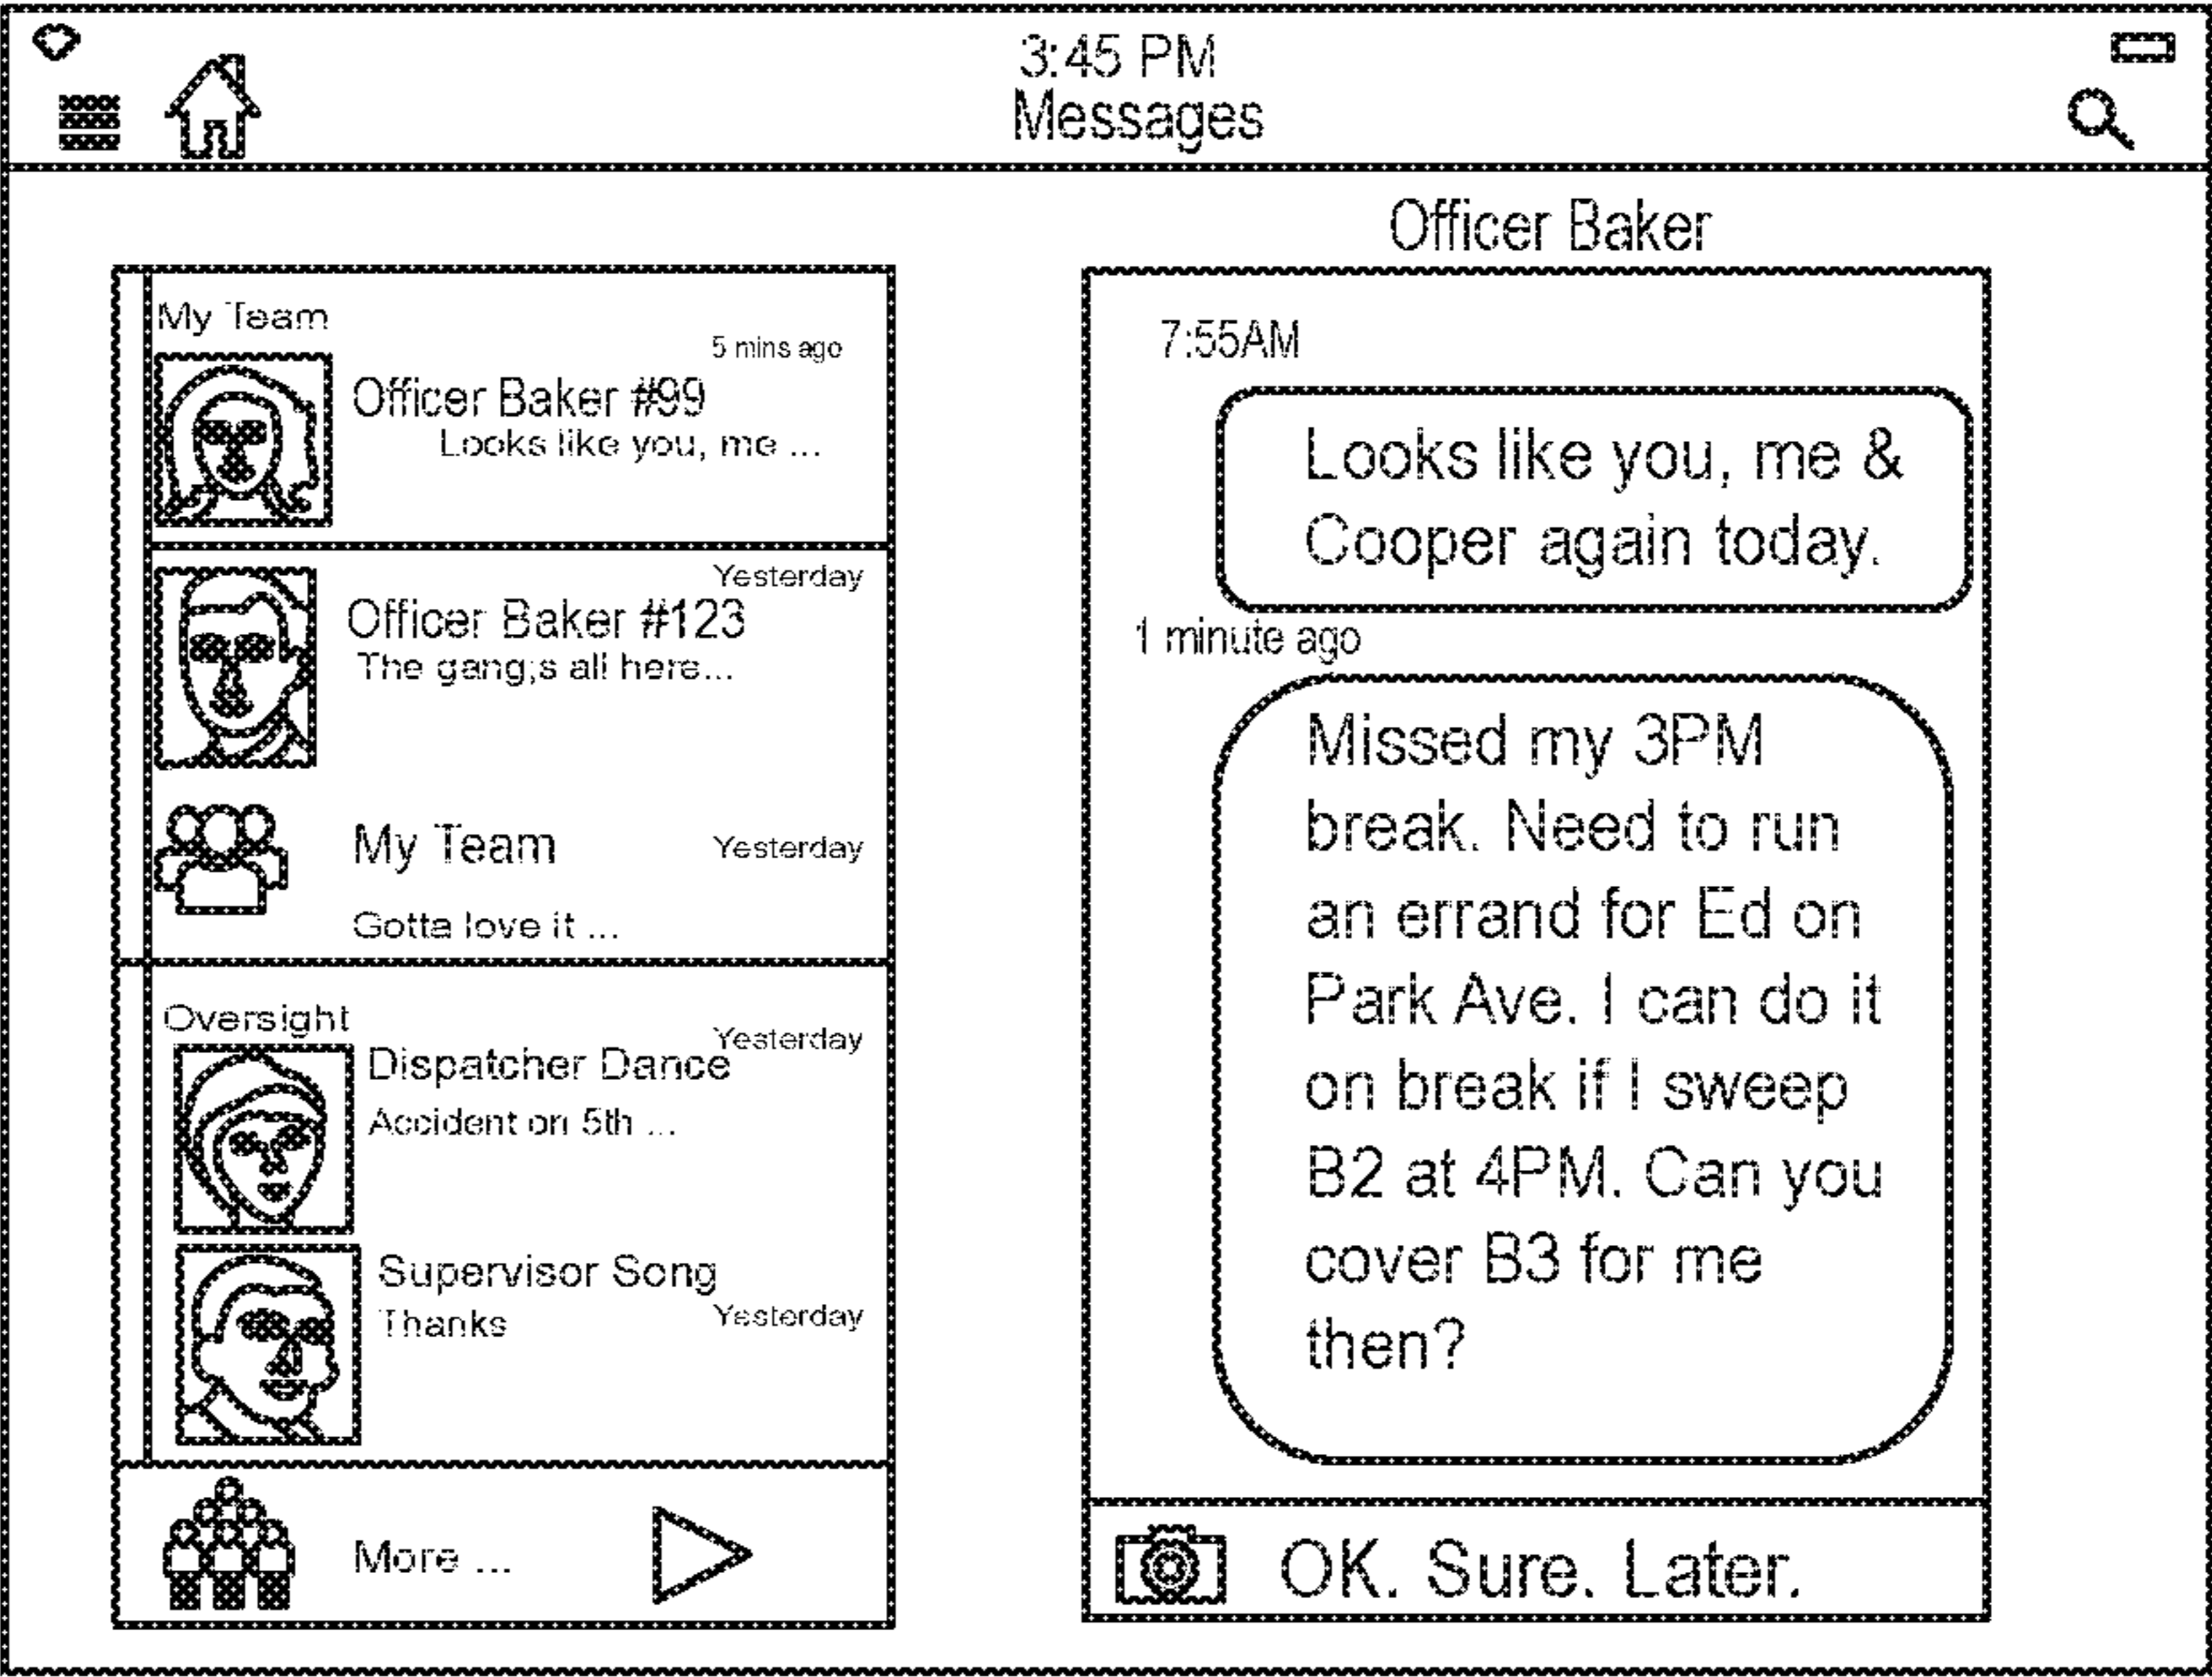 3:45 PM
Messages
My Team
5 mins ago
Officer Baker #99
Looks like you, me ...
Yesterday
Officer Baker #123
The gang;s all here...
My Team
Yesterday
Gotta love it ...
Oversight
Yesterday
Dispatcher Dance
Accident on 5th ...
Supervisor Song
Thanks
Yesterday
More ...
Officer Baker
7:55AM
Looks like you, me &
Cooper again today.
1 minute ago
Missed my 3PM
break. Need to run
an errand for Ed on
Park Ave. I can do it
on break if I sweep
B2 at 4PM. Can you
cover B3 for me
then?
OK. Sure. Later.